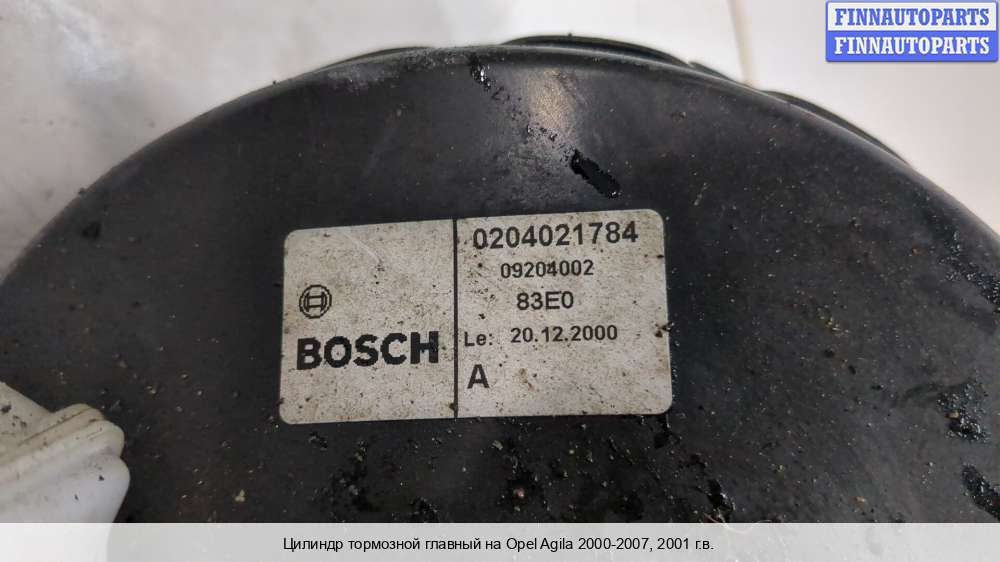 FINNAUTOPARTS
FINNAUTOPARTS
BOSCH
0204021784
09204002
83E0
Le: 20.12.2000
A
Цилиндр тормозной главный на Opel Agila 2000-2007, 2001 г.в.